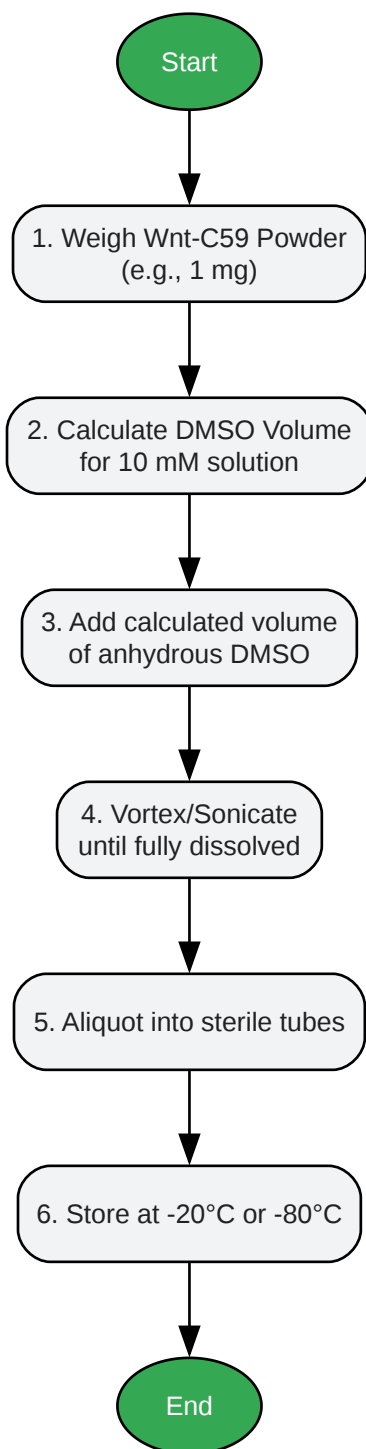 Start
1. Weigh Wnt-C59 Powder
(e.g., 1 mg)
2. Calculate DMSO Volume
for 10 mM solution
3. Add calculated volume
of anhydrous DMSO
4. Vortex/Sonicate
until fully dissolved
5. Aliquot into sterile tubes
6. Store at -20°C or -80°C
End